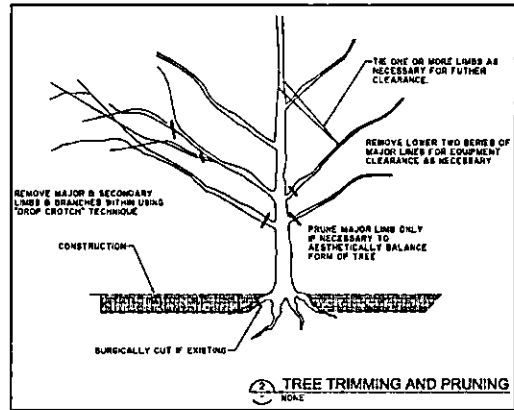 TIE ONE OR MORE LIMBS AS
NECESSARY FOR FUTHER
CLEARANCE.
REMOVE LOWER TWO SERIES OF
MAJOR LINES FOR EQUIPMENT
CLEARANCE AS NECESSARY
REMOVE MAJOR & SECONDARY
LIMBS & BRANCHES WITHIN USING
"DROP CROTCH" TECHNIQUE
PRUNE MAJOR LIMB ONLY
IF NECESSARY TO
AESTHETICALLY BALANCE
FORM OF TREE
CONSTRUCTION
SURGICALLY CUT IF EXISTING
2 TREE TRIMMING AND PRUNING
NONE